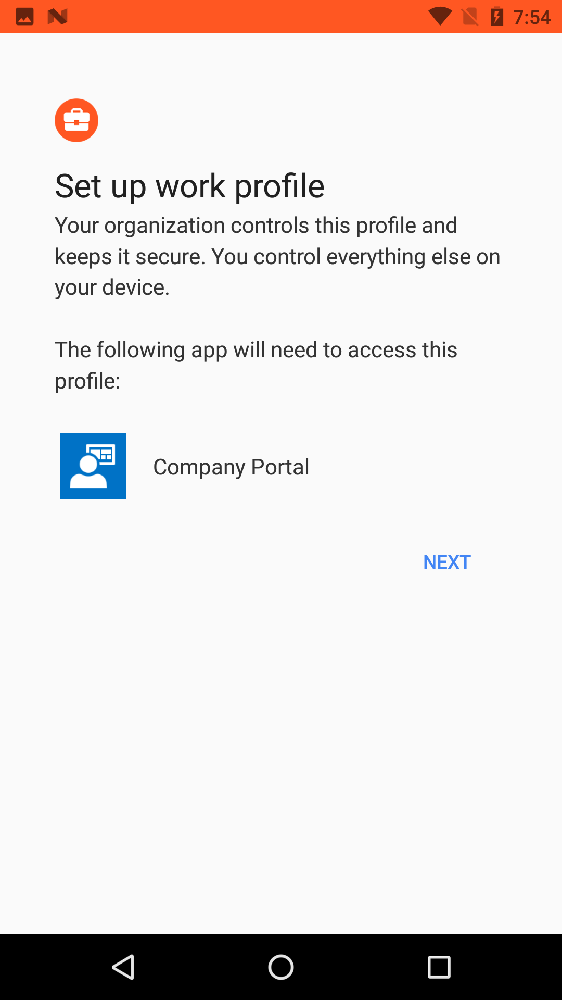 7:54
Set up work profile
Your organization controls this profile and
keeps it secure. You control everything else on
your device.
The following app will need to access this
profile:
Company Portal
NEXT